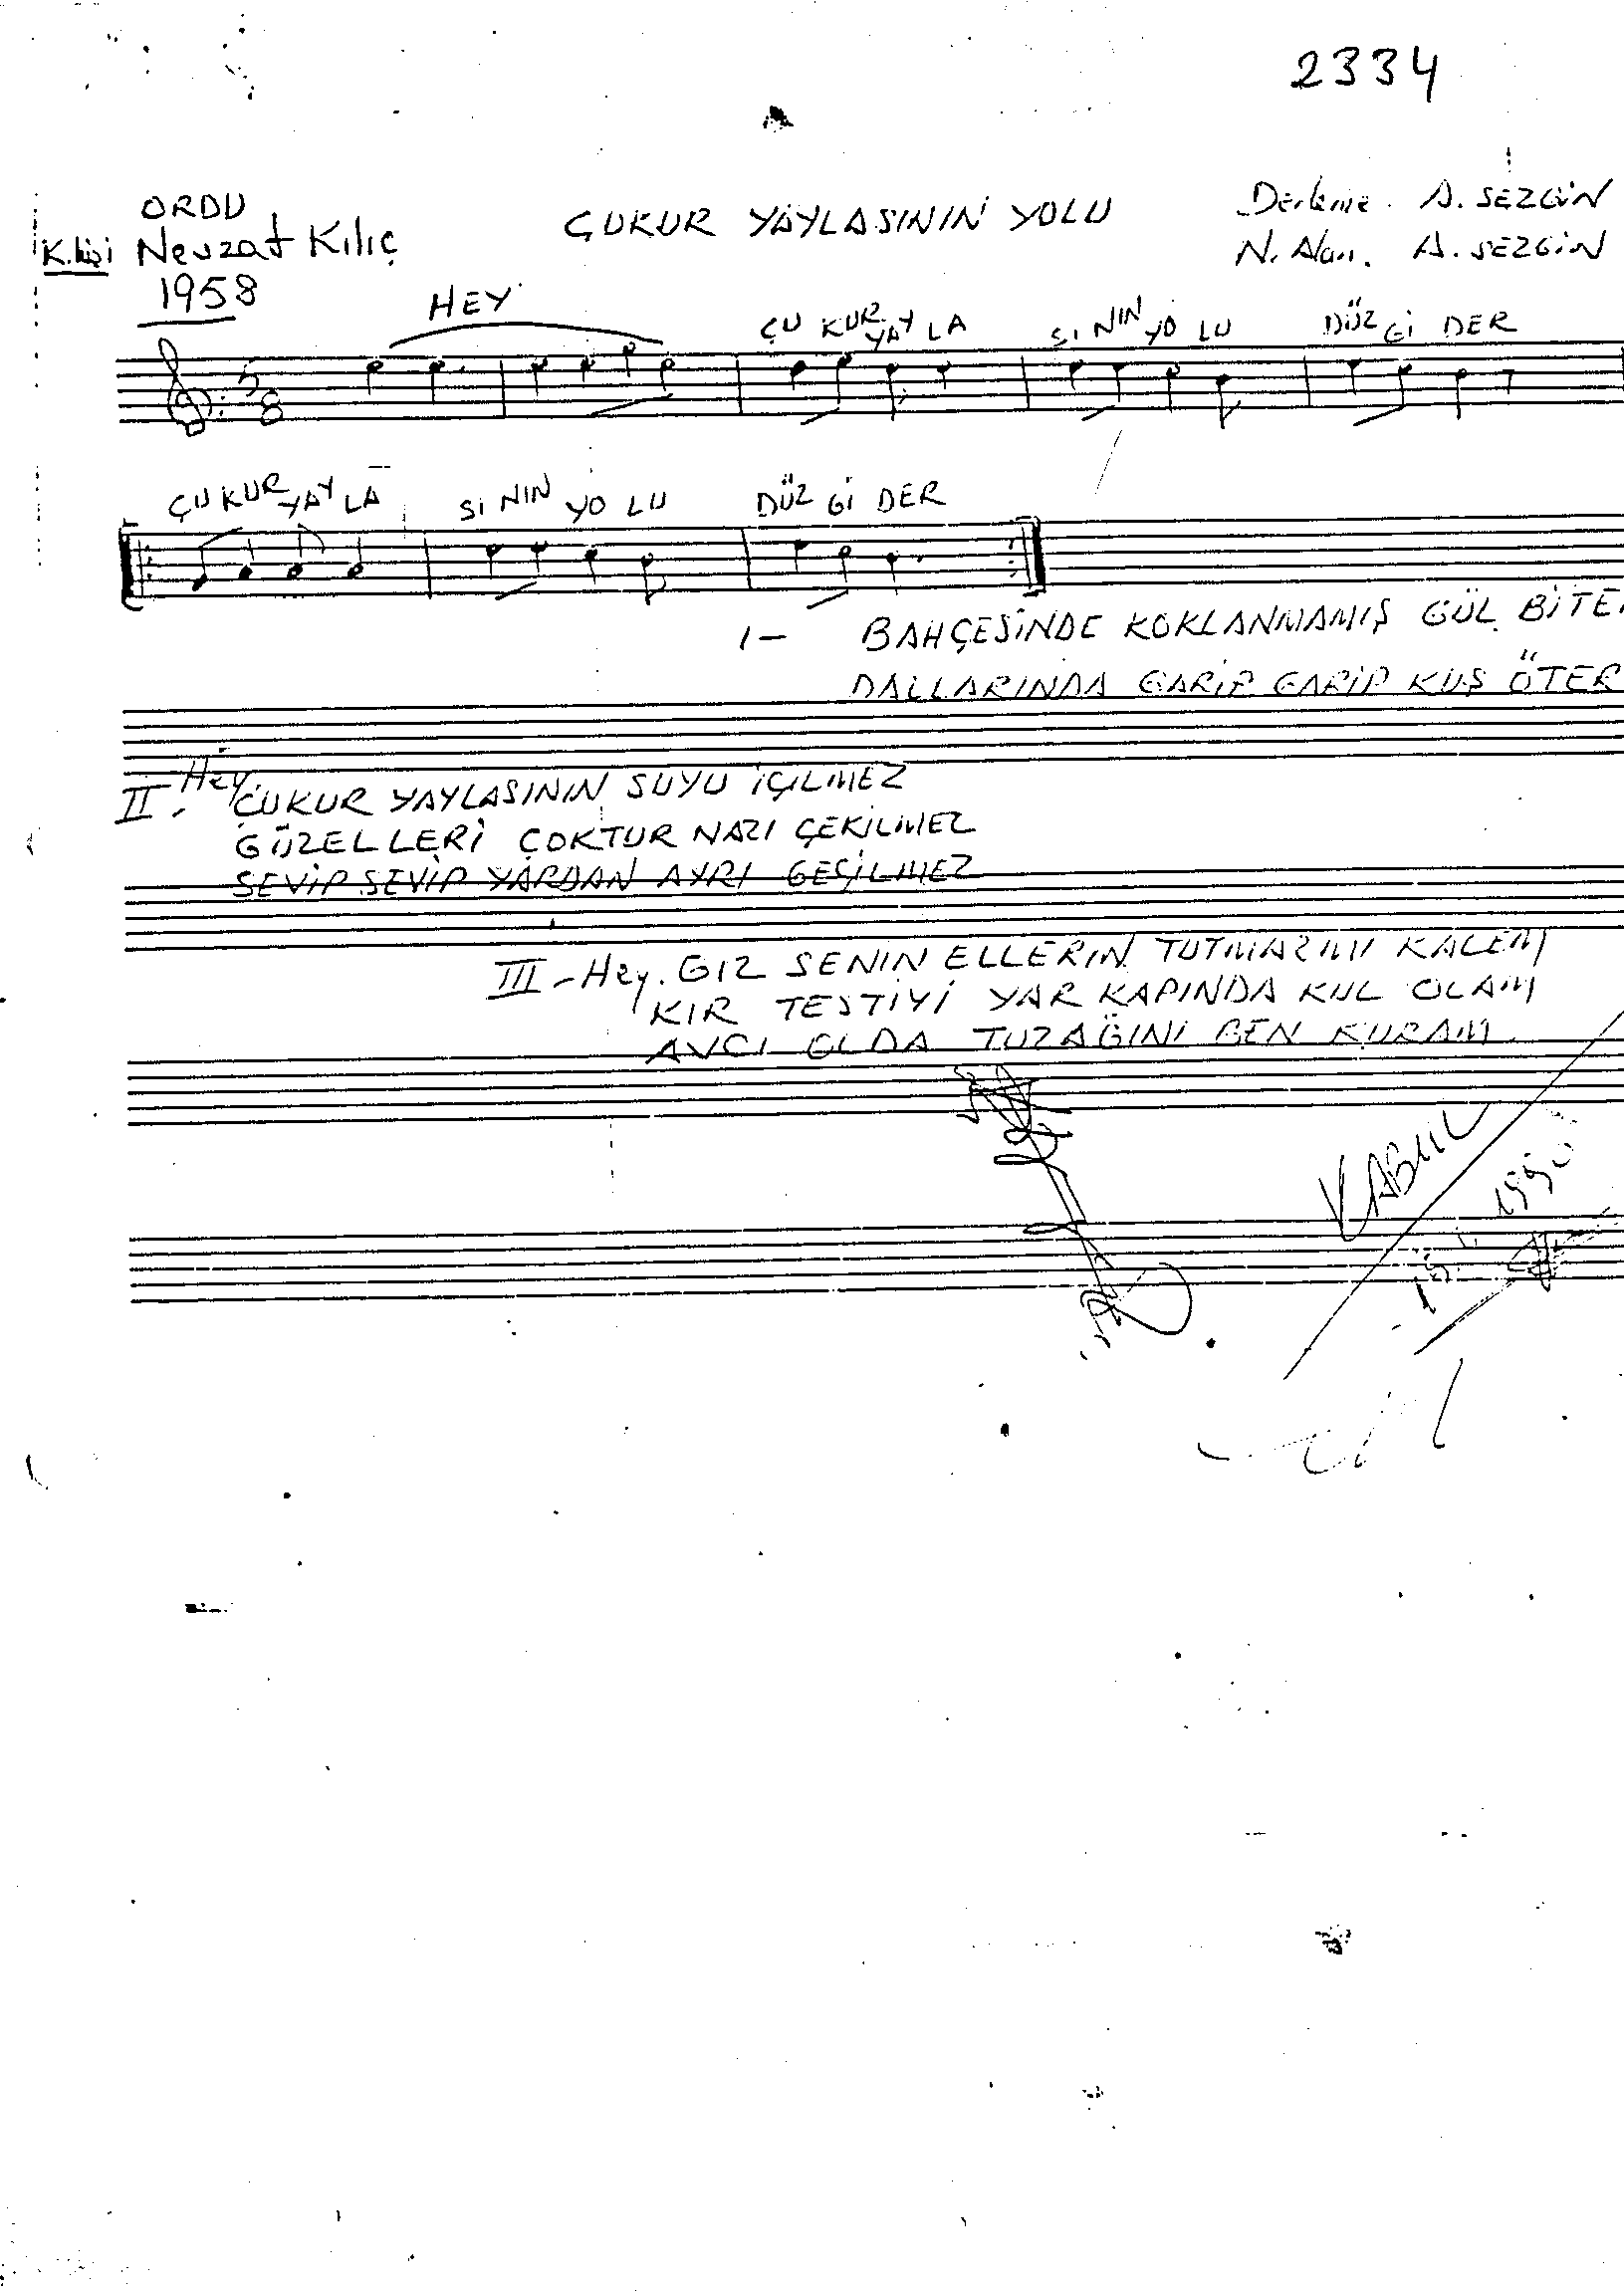 2334
ORDU
K.kişi Nevzat Kılıç
1958
ÇUKUR YAYLASININ YOLU
Derleme. A. SEZGİN
N. Alan. A. SEZGİN
HEY
ÇU KUR YAY LA SI NIN YO LU DÜZ Gİ DER
5
8
ÇU KUR YAY LA SI NIN YO LU DÜZ Gİ DER
1- BAHÇESİNDE KOKLANMAMIŞ GÜL BİTE
DALLARINDA GARİP GARİP KUŞ ÖTER
II- Hey. ÇUKUR YAYLASININ SUYU İÇİLMEZ
GÜZELLERİ ÇOKTUR NAZI ÇEKİLMEZ
SEVİP SEVİP YARDAN AYRI GEÇİLMEZ
III- Hey. GIZ SENIN ELLERIN TUTMAZMI KALEM
KIR TESTİYİ YAR KAPINDA KUL OLAM
AVCI OLDA TUZAĞINI BEN KURAM
KABUL
1990